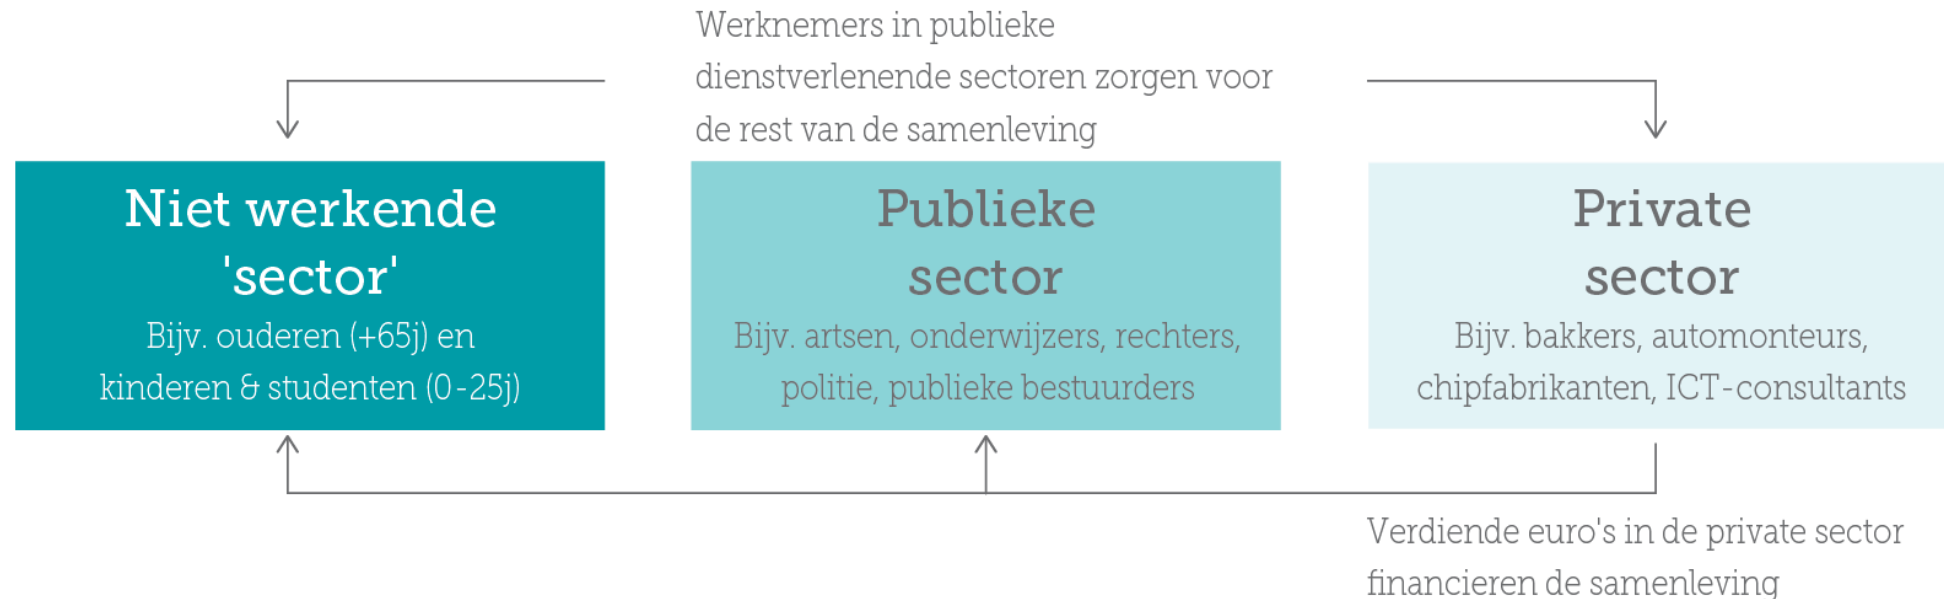 Werknemers in publieke
dienstverlenende sectoren zorgen voor
de rest van de samenleving
Niet werkende
'sector'
Bijv. ouderen (+65j) en
kinderen & studenten (0-25j)
Publieke
sector
Bijv. artsen, onderwijzers, rechters,
politie, publieke bestuurders
Private
sector
Bijv. bakkers, automonteurs,
chipfabrikanten, ICT-consultants
Verdiende euro's in de private sector
financieren de samenleving